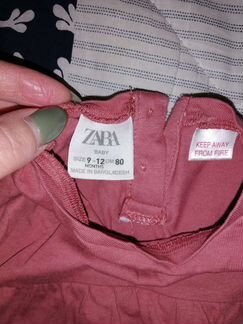 ZARA
BABY
SIZE 9-12 CM 80
MONTHS
MADE IN BANGLADESH
KEEP AWAY
FROM FIRE